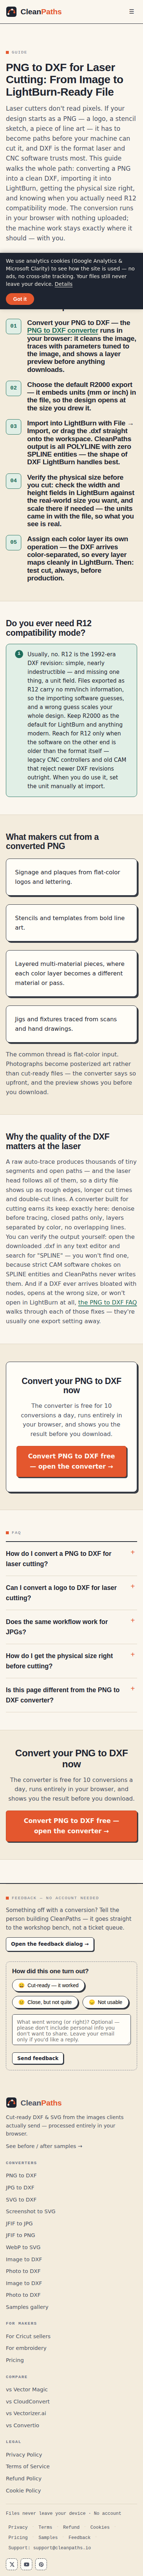 CleanPaths
☰
GUIDE
PNG to DXF for Laser
Cutting: From Image to
LightBurn-Ready File
Laser cutters don't read pixels. If your
design starts as a PNG — a logo, a stencil
sketch, a piece of line art — it has to
become paths before your machine can
cut it, and DXF is the format laser and
CNC software trusts most. This guide
walks the whole path: converting a PNG
into a clean DXF, importing it into
LightBurn, getting the physical size right,
and knowing when you actually need R12
compatibility mode. The conversion runs
in your browser with nothing uploaded;
the machine work stays exactly where it
should — with you.
We use analytics cookies (Google Analytics &
Microsoft Clarity) to see how the site is used — no
ads, no cross-site tracking. Your files still never
leave your device. Details
Got it
01
Convert your PNG to DXF — the
PNG to DXF converter runs in
your browser: it cleans the image,
traces with parameters tuned to
the image, and shows a layer
preview before anything
downloads.
02
Choose the default R2000 export
— it embeds units (mm or inch) in
the file, so the design opens at
the size you drew it.
03
Import into LightBurn with File →
Import, or drag the .dxf straight
onto the workspace. CleanPaths
output is all POLYLINE with zero
SPLINE entities — the shape of
DXF LightBurn handles best.
04
Verify the physical size before
you cut: check the width and
height fields in LightBurn against
the real-world size you want, and
scale there if needed — the units
came in with the file, so what you
see is real.
05
Assign each color layer its own
operation — the DXF arrives
color-separated, so every layer
maps cleanly in LightBurn. Then:
test cut, always, before
production.
Do you ever need R12
compatibility mode?
Usually, no. R12 is the 1992-era
DXF revision: simple, nearly
indestructible — and missing one
thing, a unit field. Files exported as
R12 carry no mm/inch information,
so the importing software guesses,
and a wrong guess scales your
whole design. Keep R2000 as the
default for LightBurn and anything
modern. Reach for R12 only when
the software on the other end is
older than the format itself —
legacy CNC controllers and old CAM
that reject newer DXF revisions
outright. When you do use it, set
the unit manually at import.
What makers cut from a
converted PNG
Signage and plaques from flat-color
logos and lettering.
Stencils and templates from bold line
art.
Layered multi-material pieces, where
each color layer becomes a different
material or pass.
Jigs and fixtures traced from scans
and hand drawings.
The common thread is flat-color input.
Photographs become posterized art rather
than cut-ready files — the converter says so
upfront, and the preview shows you before
you download.
Why the quality of the DXF
matters at the laser
A raw auto-trace produces thousands of tiny
segments and open paths — and the laser
head follows all of them, so a dirty file
shows up as rough edges, longer cut times
and double-cut lines. A converter built for
cutting earns its keep exactly here: denoise
before tracing, closed paths only, layers
separated by color, no overlapping lines.
You can verify the output yourself: open the
downloaded .dxf in any text editor and
search for "SPLINE" — you won't find one,
because strict CAM software chokes on
SPLINE entities and CleanPaths never writes
them. And if a DXF ever arrives bloated with
nodes, opens at the wrong size, or won't
open in LightBurn at all, the PNG to DXF FAQ
walks through each of those fixes — they're
usually one export setting away.
Convert your PNG to DXF
now
The converter is free for 10
conversions a day, runs entirely in
your browser, and shows you the
result before you download.
Convert PNG to DXF free
— open the converter →
FAQ
How do I convert a PNG to DXF for
laser cutting?
+
Can I convert a logo to DXF for laser
cutting?
+
Does the same workflow work for
JPGs?
+
How do I get the physical size right
before cutting?
+
Is this page different from the PNG to
DXF converter?
+
Convert your PNG to DXF
now
The converter is free for 10 conversions a
day, runs entirely in your browser, and
shows you the result before you download.
Convert PNG to DXF free —
open the converter →
FEEDBACK — NO ACCOUNT NEEDED
Something off with a conversion? Tell the
person building CleanPaths — it goes straight
to the workshop bench, not a ticket queue.
Open the feedback dialog →
How did this one turn out?
😀 Cut-ready — it worked
🙂 Close, but not quite
😞 Not usable
What went wrong (or right)? Optional —
please don't include personal info you
don't want to share. Leave your email
only if you'd like a reply.
Send feedback
CleanPaths
Cut-ready DXF & SVG from the images clients
actually send — processed entirely in your
browser.
See before / after samples →
CONVERTERS
PNG to DXF
JPG to DXF
SVG to DXF
Screenshot to SVG
JFIF to JPG
JFIF to PNG
WebP to SVG
Image to DXF
Photo to DXF
Image to DXF
Photo to DXF
Samples gallery
FOR MAKERS
For Cricut sellers
For embroidery
Pricing
COMPARE
vs Vector Magic
vs CloudConvert
vs Vectorizer.ai
vs Convertio
LEGAL
Privacy Policy
Terms of Service
Refund Policy
Cookie Policy
Files never leave your device · No account
Privacy Terms Refund Cookies
Pricing Samples Feedback
Support: support@cleanpaths.io